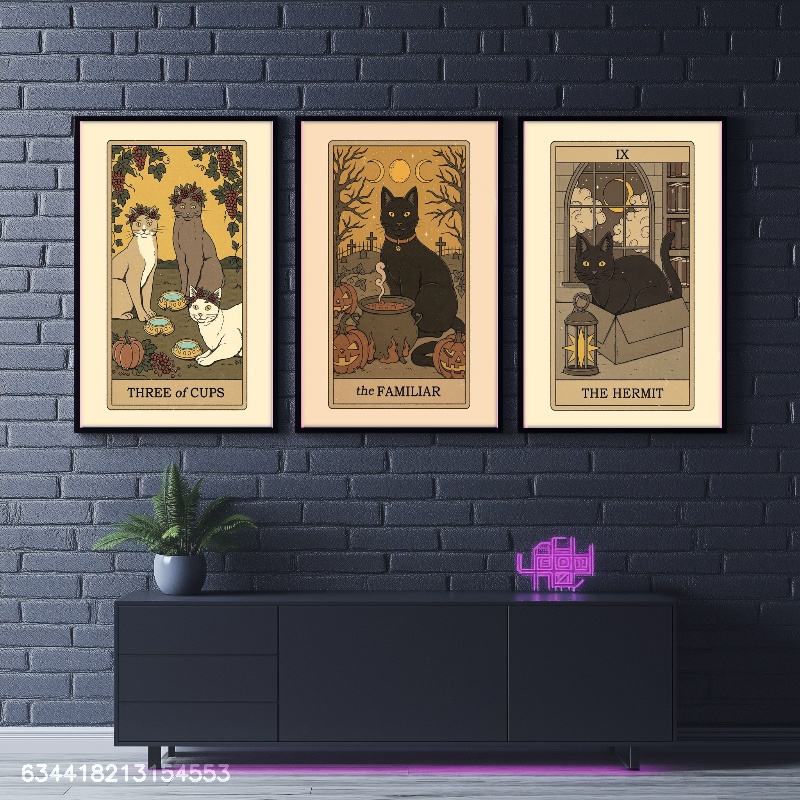 THREE of CUPS
the FAMILIAR
IX
THE HERMIT
634418213154553